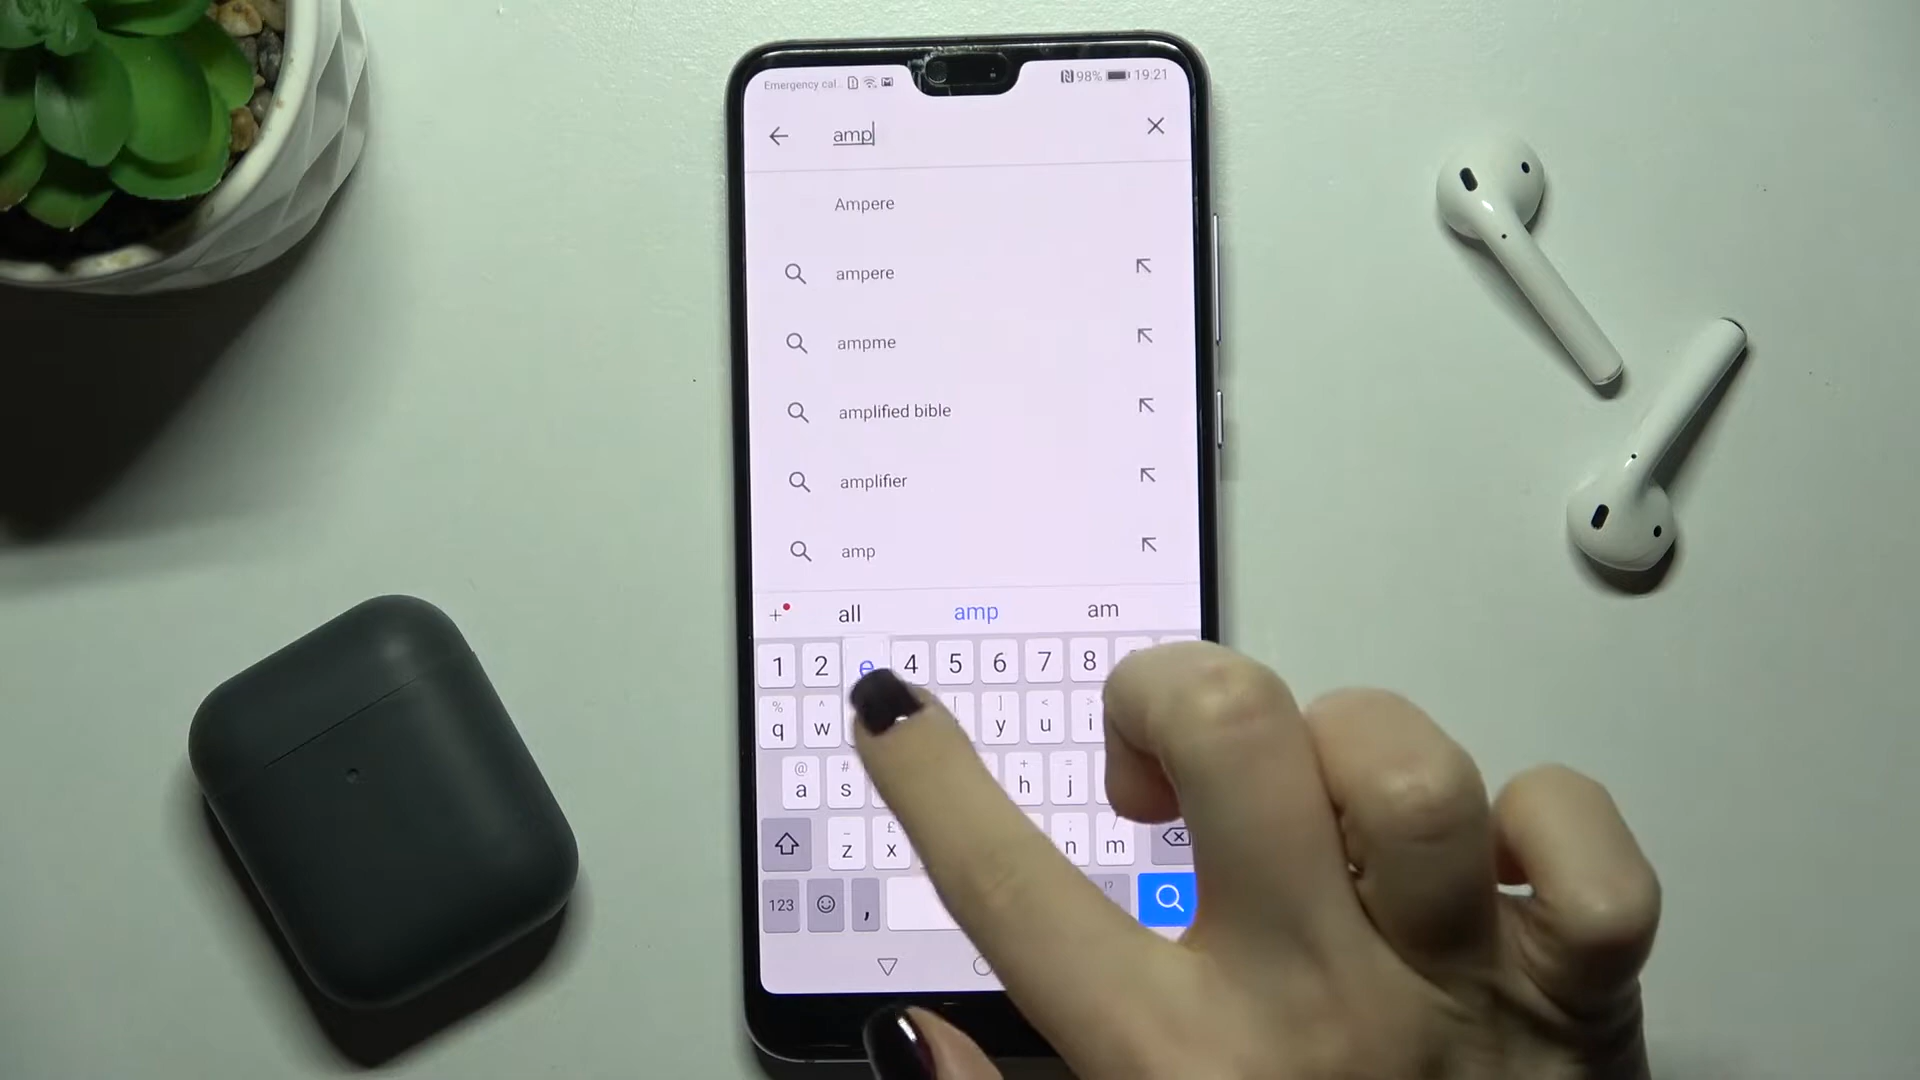 Emergency cal... 98% 19:21
amp
Ampere
ampere
ampme
amplified bible
amplifier
amp
+ all amp am
1 2 e 4 5 6 7 8
% ^ [ ] < >
q w y u i
@ # + =
a s h j
_ £ ; /
z x n m
123 , !?